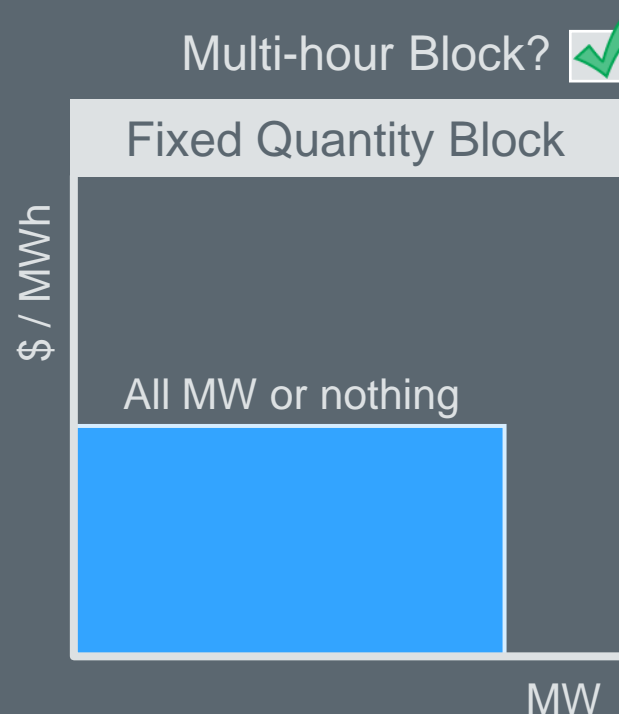 Multi-hour Block?
Fixed Quantity Block
$ / MWh
All MW or nothing
MW